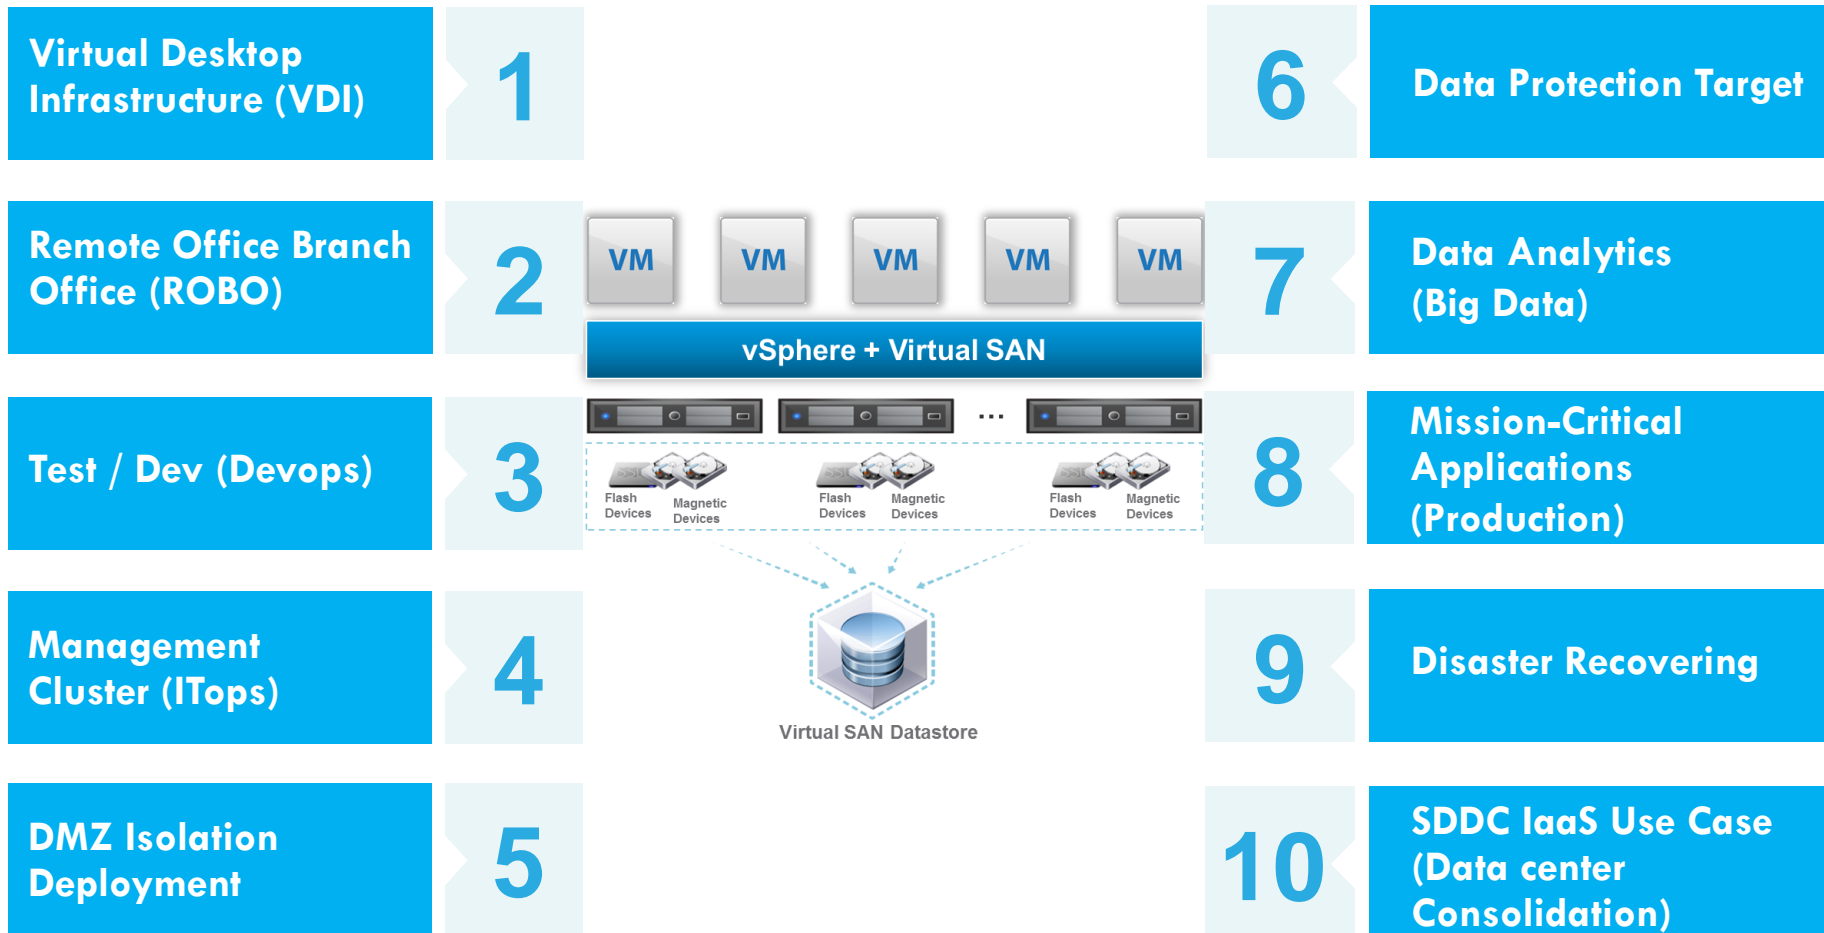 Virtual Desktop
Infrastructure (VDI)
1
Remote Office Branch
Office (ROBO)
2
Test / Dev (Devops)
3
Management
Cluster (ITops)
4
DMZ Isolation
Deployment
5
VM VM VM VM VM
vSphere + Virtual SAN
...
SSD
Flash
Devices
Magnetic
Devices
SSD
Flash
Devices
Magnetic
Devices
SSD
Flash
Devices
Magnetic
Devices
Virtual SAN Datastore
6
Data Protection Target
7
Data Analytics
(Big Data)
8
Mission-Critical
Applications
(Production)
9
Disaster Recovering
10
SDDC IaaS Use Case
(Data center
Consolidation)